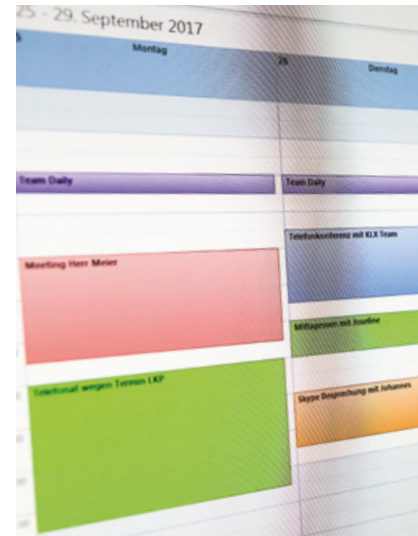 25 - 29. September 2017
Montag
26
Dienstag
Team Daily
Team Daily
Telefonkonferenz mit KLX Team
Meeting Herr Meier
Mittagessen mit Josefine
Telefonat wegen Termin LKP
Skype Besprechung mit Johannes